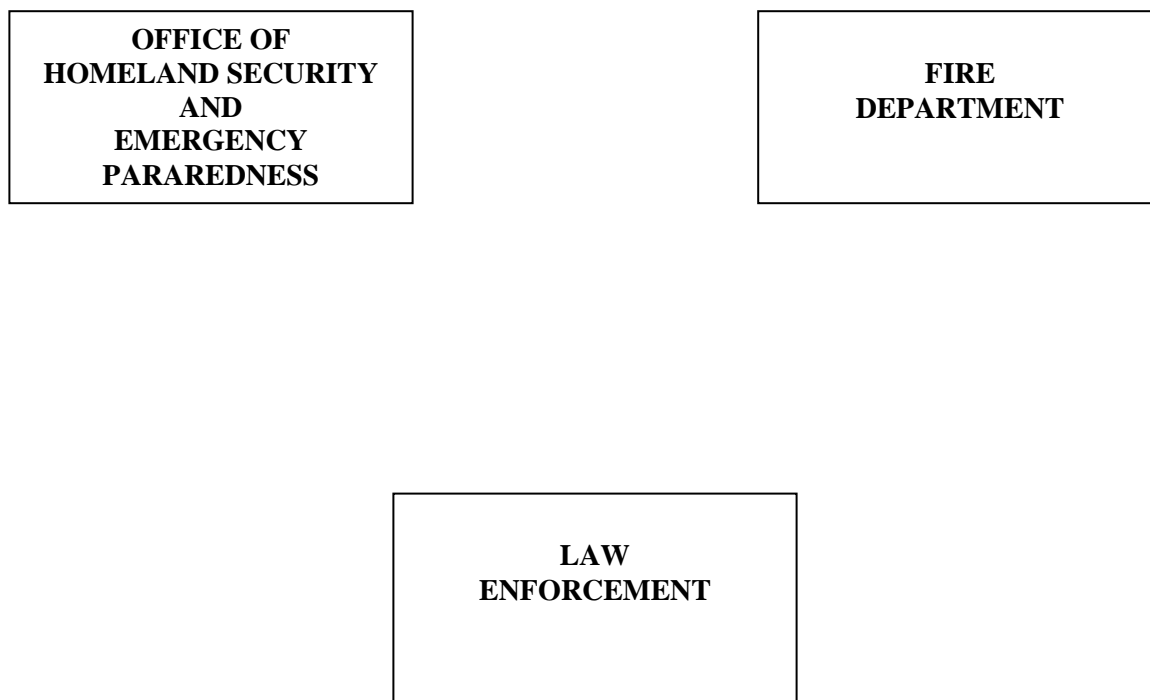 OFFICE OF
HOMELAND SECURITY
AND
EMERGENCY
PARAREDNESS
FIRE
DEPARTMENT
LAW
ENFORCEMENT